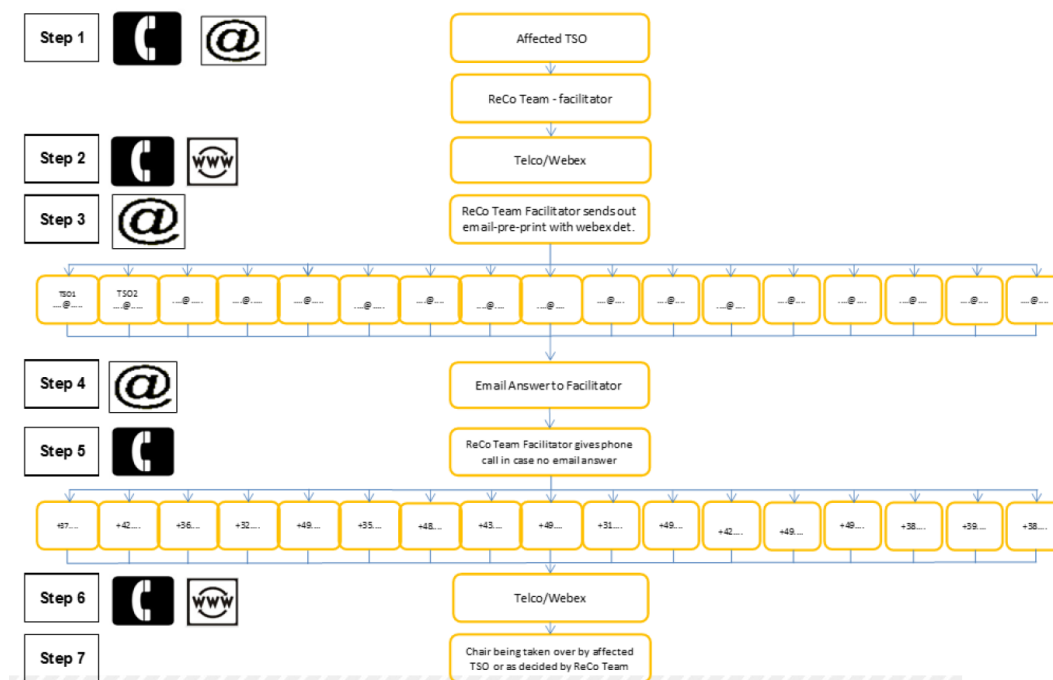 Step 1
@
Affected TSO
ReCo Team - facilitator
Step 2
www
Telco/Webex
Step 3
@
ReCo Team Facilitator sends out
email-pre-print with webex det.
TSO1
....@.....
TSO2
....@.....
....@.....
....@.....
....@.....
....@.....
....@....
....@.....
....@....
....@....
....@....
....@....
....@.....
....@....
....@....
....@....
....@....
Step 4
@
Email Answer to Facilitator
Step 5
ReCo Team Facilitator gives phone
call in case no email answer
+37.....
+42.....
+36....
+32.....
+49.....
+35.....
+48.....
+43.....
+49....
+31.....
+49.....
+42.....
+49....
+49.....
+38.....
+39....
+38....
Step 6
www
Telco/Webex
Step 7
Chair being taken over by affected
TSO or as decided by ReCo Team